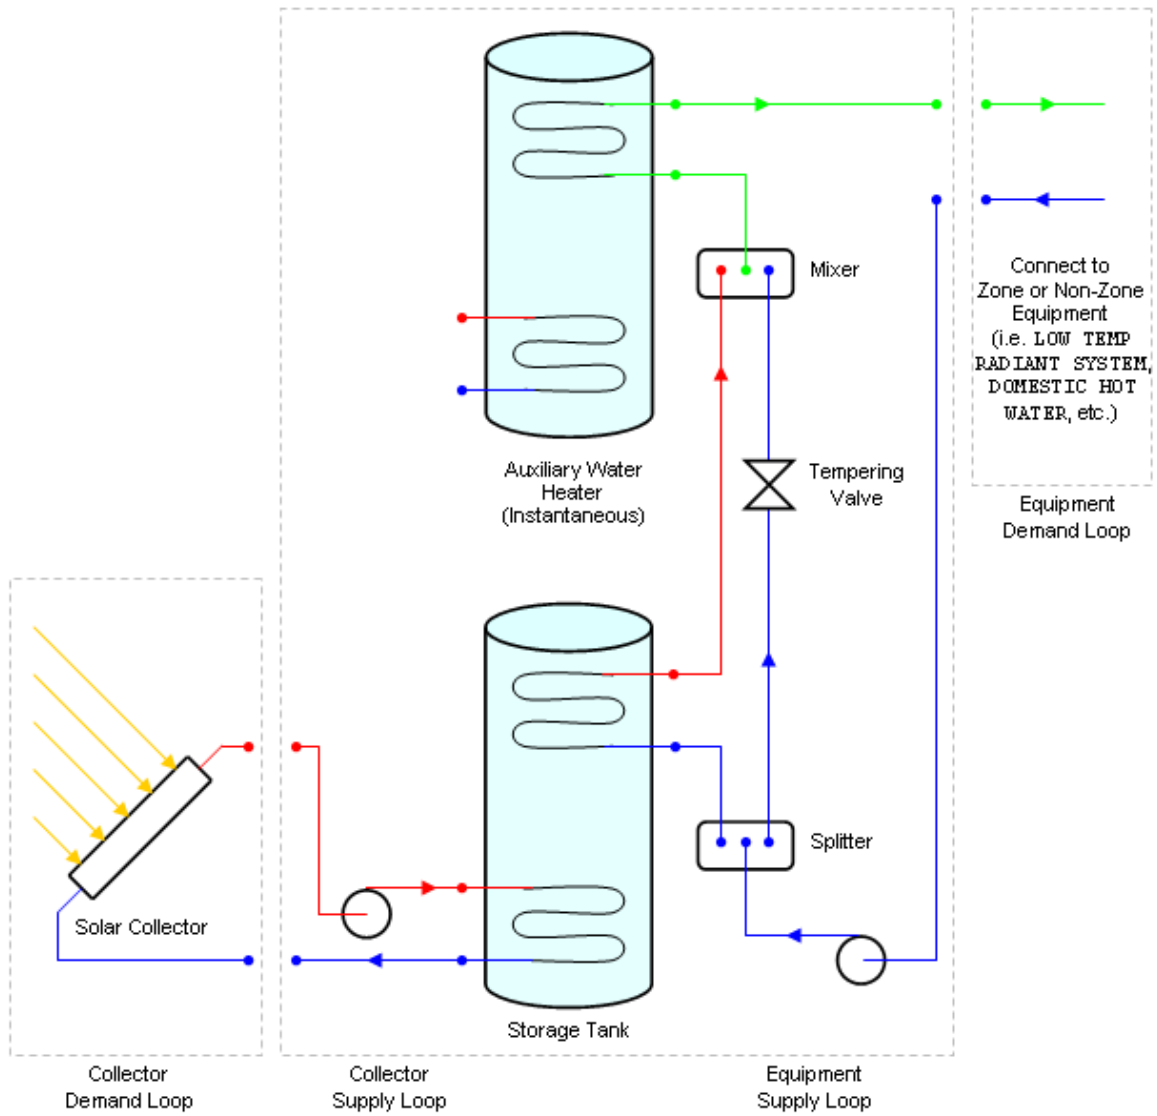 Mixer
Connect to
Zone or Non-Zone
Equipment
(i.e. LOW TEMP
RADIANT SYSTEM,
DOMESTIC HOT
WATER, etc.)
Auxiliary Water
Heater
(Instantaneous)
Tempering
Valve
Equipment
Demand Loop
Splitter
Solar Collector
Storage Tank
Collector
Demand Loop
Collector
Supply Loop
Equipment
Supply Loop